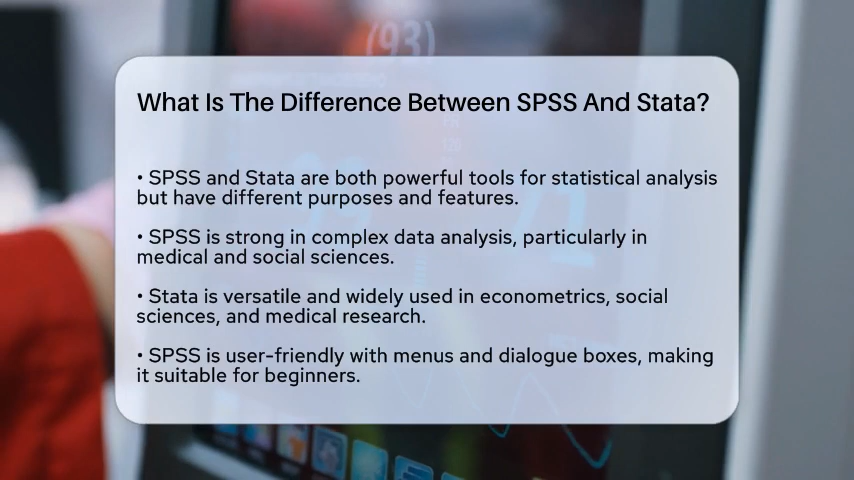 (93)
What Is The Difference Between SPSS And Stata?
• SPSS and Stata are both powerful tools for statistical analysis
but have different purposes and features.
• SPSS is strong in complex data analysis, particularly in
medical and social sciences.
• Stata is versatile and widely used in econometrics, social
sciences, and medical research.
• SPSS is user-friendly with menus and dialogue boxes, making
it suitable for beginners.